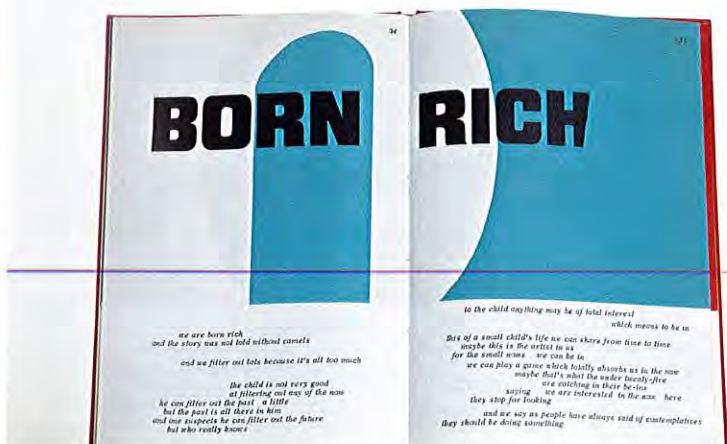 34
BORN RICH
we are born rich
and the story was not told without camels
and we filter out lots because it's all too much
the child is not very good
at filtering out any of the now
he can filter out the past a little
but the past is all there in him
and one suspects he can filter out the future
but who really knows
to the child anything may be of total interest
which means to be in
this of a small child's life we can share from time to time
maybe this is the artist in us
for the small nows we can be in
we can play a game which totally absorbs us in the now
maybe that's what the under twenty-five
are catching in their be-ins
saying we are interested in the now here
they stop for looking
and we say as people have always said of contemplatives
they should be doing something